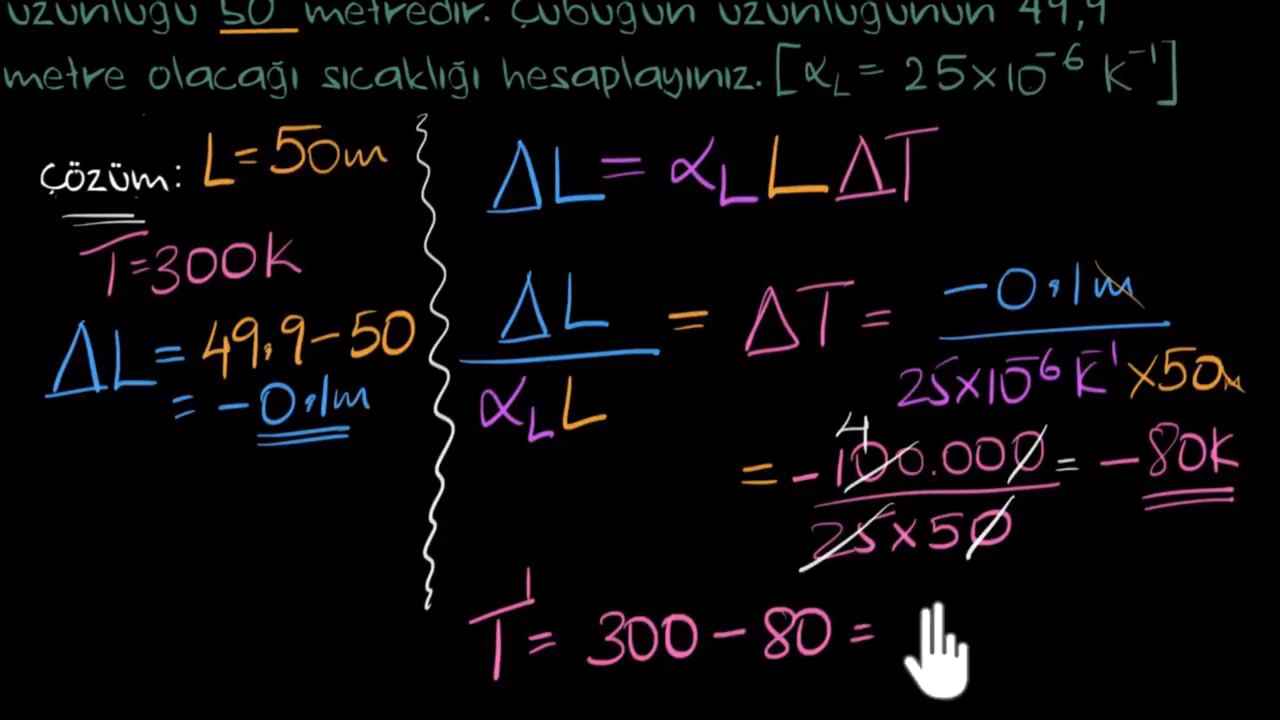 uzunluğu 50 metredir. Çubuğun uzunluğunun 49,9
metre olacağı sıcaklığı hesaplayınız. [αL = 25×10⁻⁶ K⁻¹]
Çözüm: L = 50m
T = 300K
ΔL = 49,9 - 50
= -0,1m
ΔL = αL L ΔT
ΔL / αL L = ΔT = -0,1m / 25×10⁻⁶ K⁻¹ × 50m
= -100.000 / 25×50 = -80K
4
T' = 300 - 80 =